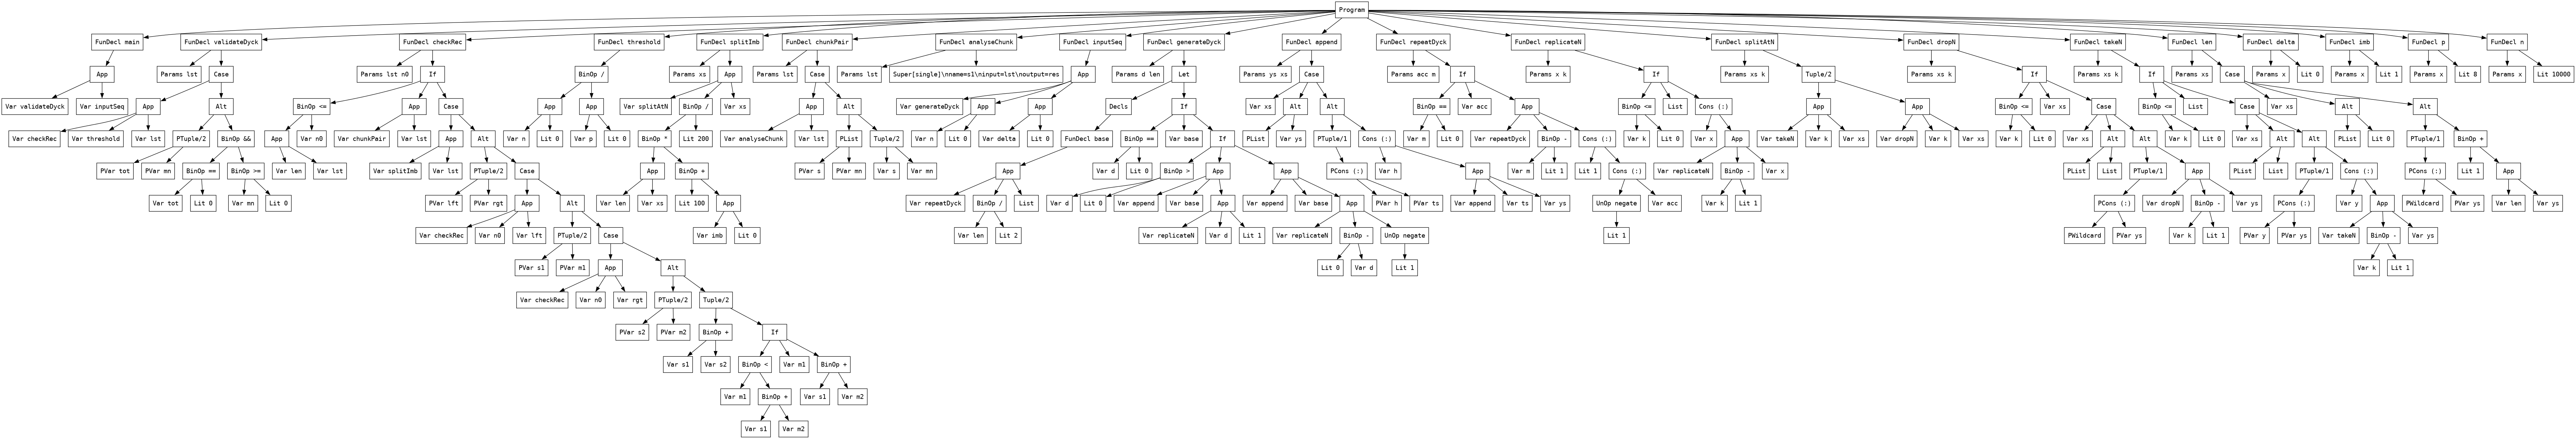 Program
FunDecl main
FunDecl validateDyck
FunDecl checkRec
FunDecl threshold
FunDecl splitImb
FunDecl chunkPair
FunDecl analyseChunk
FunDecl inputSeq
FunDecl generateDyck
FunDecl append
FunDecl repeatDyck
FunDecl replicateN
FunDecl splitAtN
FunDecl dropN
FunDecl takeN
FunDecl len
FunDecl delta
FunDecl imb
FunDecl p
FunDecl n
App
Params lst
Case
Params lst n0
If
BinOp /
Params xs
App
Params lst
Case
Params lst
Super[single]\nname=s1\ninput=lst\noutput=res
App
Params d len
Let
Params ys xs
Case
Params acc m
If
Params x k
If
Params xs k
Tuple/2
Params xs k
If
Params xs k
If
Params xs
Case
Params x
Lit 0
Params x
Lit 1
Params x
Lit 8
Params x
Lit 10000
Var validateDyck
Var inputSeq
App
Alt
BinOp <=
App
Case
App
App
Var splitAtN
BinOp /
Var xs
App
Alt
Var generateDyck
App
App
Decls
If
Var xs
Alt
Alt
BinOp ==
Var acc
App
BinOp <=
List
Cons (:)
App
App
BinOp <=
Var xs
Case
BinOp <=
List
Case
Var xs
Alt
Alt
Var checkRec
Var threshold
Var lst
PTuple/2
BinOp &&
App
Var n0
Var chunkPair
Var lst
App
Alt
Var n
Lit 0
Var p
Lit 0
BinOp *
Lit 200
Var analyseChunk
Var lst
PList
Tuple/2
Var n
Lit 0
Var delta
Lit 0
FunDecl base
BinOp ==
Var base
If
PList
Var ys
PTuple/1
Cons (:)
Var m
Lit 0
Var repeatDyck
BinOp -
Cons (:)
Var k
Lit 0
Var x
App
Var takeN
Var k
Var xs
Var dropN
Var k
Var xs
Var k
Lit 0
Var xs
Alt
Alt
Var k
Lit 0
Var xs
Alt
Alt
PList
Lit 0
PTuple/1
BinOp +
PVar tot
PVar mn
BinOp ==
BinOp >=
Var len
Var lst
Var splitImb
Var lst
PTuple/2
Case
App
BinOp +
PVar s
PVar mn
Var s
Var mn
App
Var d
Lit 0
BinOp >
App
App
PCons (:)
Var h
App
Var m
Lit 1
Lit 1
Cons (:)
Var replicateN
BinOp -
Var x
PList
List
PTuple/1
App
PList
List
PTuple/1
Cons (:)
PCons (:)
Lit 1
App
Var tot
Lit 0
Var mn
Lit 0
PVar lft
PVar rgt
App
Alt
Var len
Var xs
Lit 100
App
Var repeatDyck
BinOp /
List
Var d
Lit 0
Var append
Var base
App
Var append
Var base
App
PVar h
PVar ts
Var append
Var ts
Var ys
UnOp negate
Var acc
Var k
Lit 1
PCons (:)
Var dropN
BinOp -
Var ys
PCons (:)
Var y
App
PWildcard
PVar ys
Var len
Var ys
Var checkRec
Var n0
Var lft
PTuple/2
Case
Var imb
Lit 0
Var len
Lit 2
Var replicateN
Var d
Lit 1
Var replicateN
BinOp -
UnOp negate
Lit 1
PWildcard
PVar ys
Var k
Lit 1
PVar y
PVar ys
Var takeN
BinOp -
Var ys
PVar s1
PVar m1
App
Alt
Lit 0
Var d
Lit 1
Var k
Lit 1
Var checkRec
Var n0
Var rgt
PTuple/2
Tuple/2
PVar s2
PVar m2
BinOp +
If
Var s1
Var s2
BinOp <
Var m1
BinOp +
Var m1
BinOp +
Var s1
Var m2
Var s1
Var m2